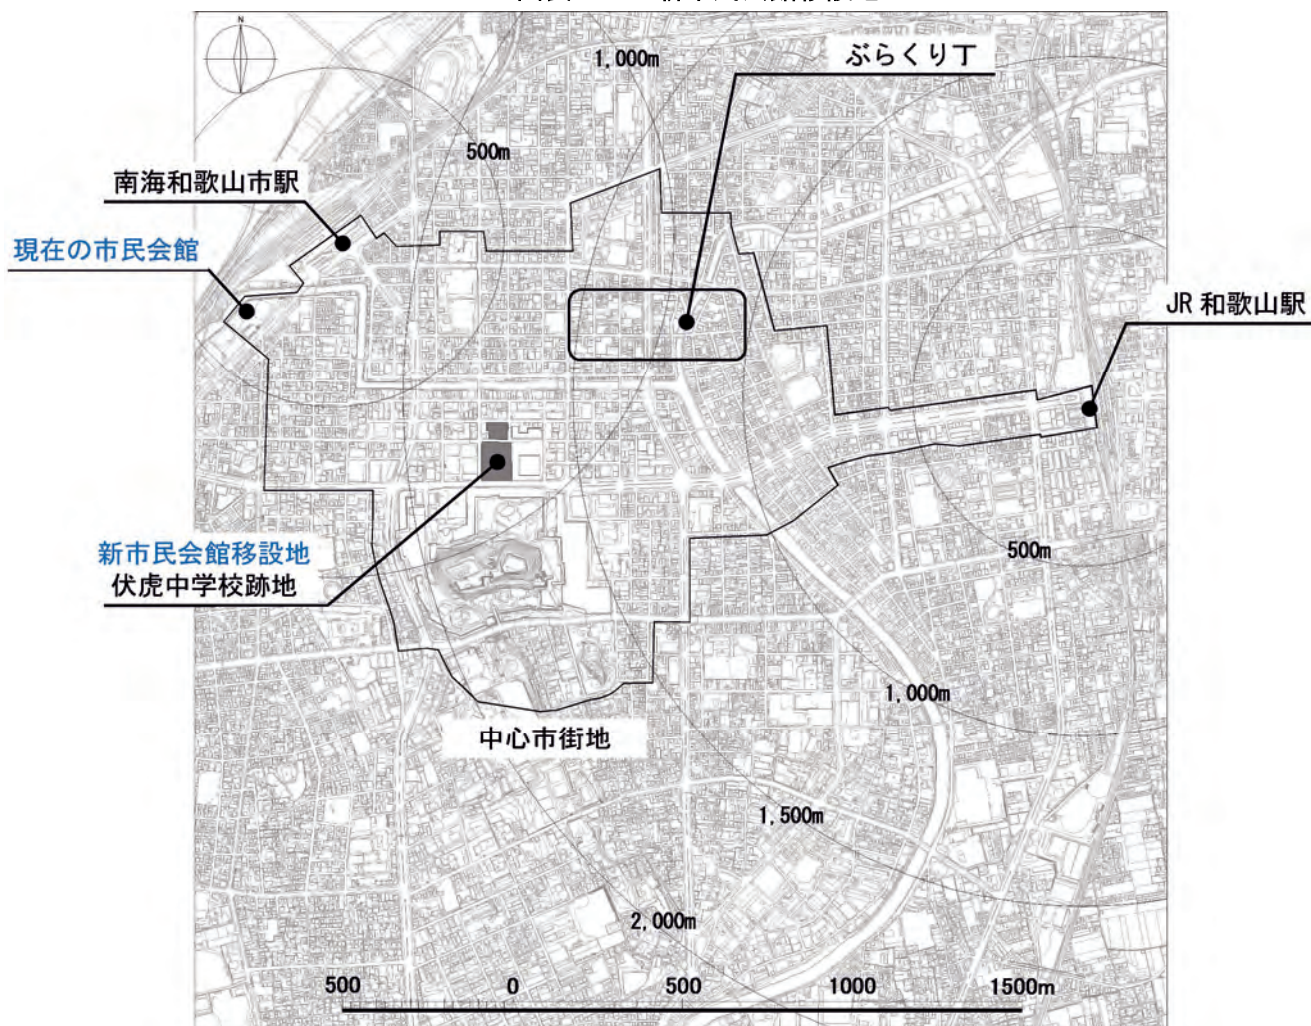 N
1,000m
ぶらくり丁
500m
南海和歌山市駅
現在の市民会館
JR 和歌山駅
新市民会館移設地
伏虎中学校跡地
500m
1,000m
中心市街地
1,500m
2,000m
500 0 500 1000 1500m